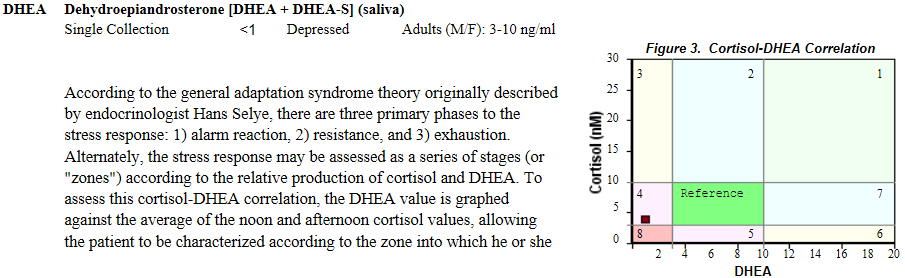 DHEA Dehydroepiandrosterone [DHEA + DHEA-S] (saliva)
Single Collection <1 Depressed Adults (M/F): 3-10 ng/ml
According to the general adaptation syndrome theory originally described
by endocrinologist Hans Selye, there are three primary phases to the
stress response: 1) alarm reaction, 2) resistance, and 3) exhaustion.
Alternately, the stress response may be assessed as a series of stages (or
"zones") according to the relative production of cortisol and DHEA. To
assess this cortisol-DHEA correlation, the DHEA value is graphed
against the average of the noon and afternoon cortisol values, allowing
the patient to be characterized according to the zone into which he or she
Figure 3. Cortisol-DHEA Correlation
Cortisol (nM)
30
25
20
15
10
5
0
3 2 1
4 Reference 7
8 5 6
2 4 6 8 10 12 14 16 18 20
DHEA